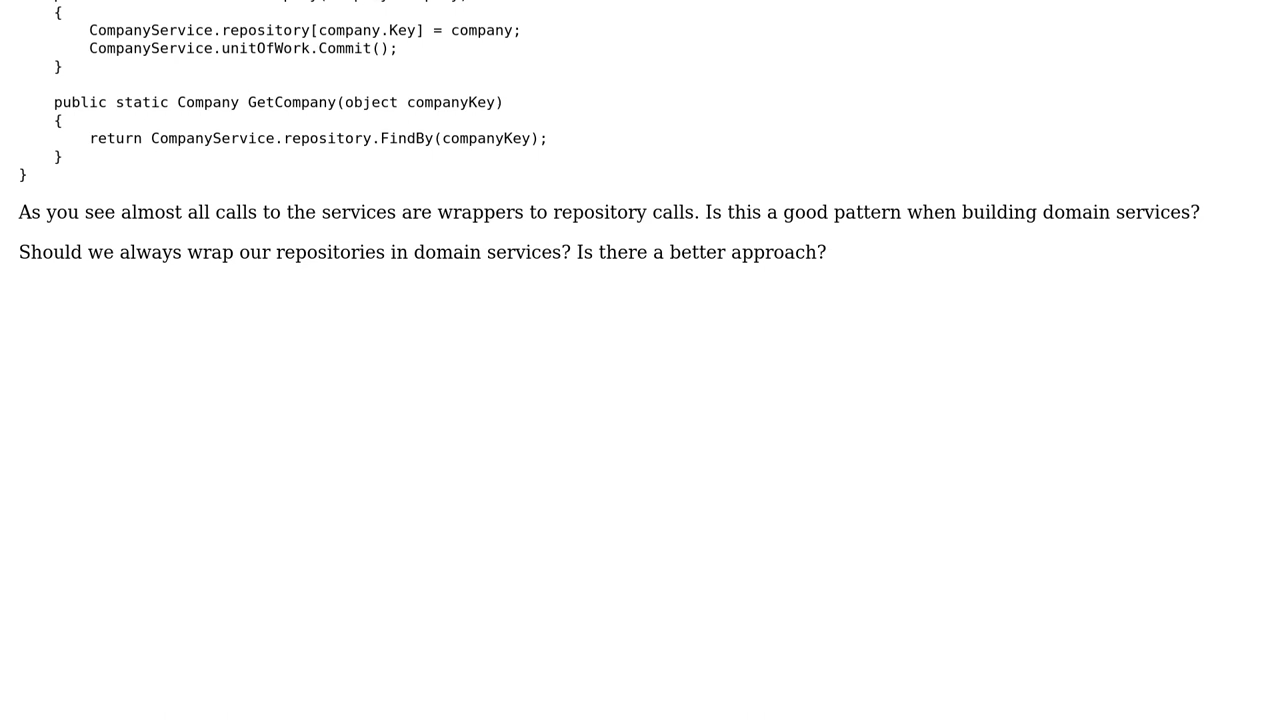 {
CompanyService.repository[company.Key] = company;
CompanyService.unitOfWork.Commit();
}
public static Company GetCompany(object companyKey)
{
return CompanyService.repository.FindBy(companyKey);
}
}
As you see almost all calls to the services are wrappers to repository calls. Is this a good pattern when building domain services?
Should we always wrap our repositories in domain services? Is there a better approach?